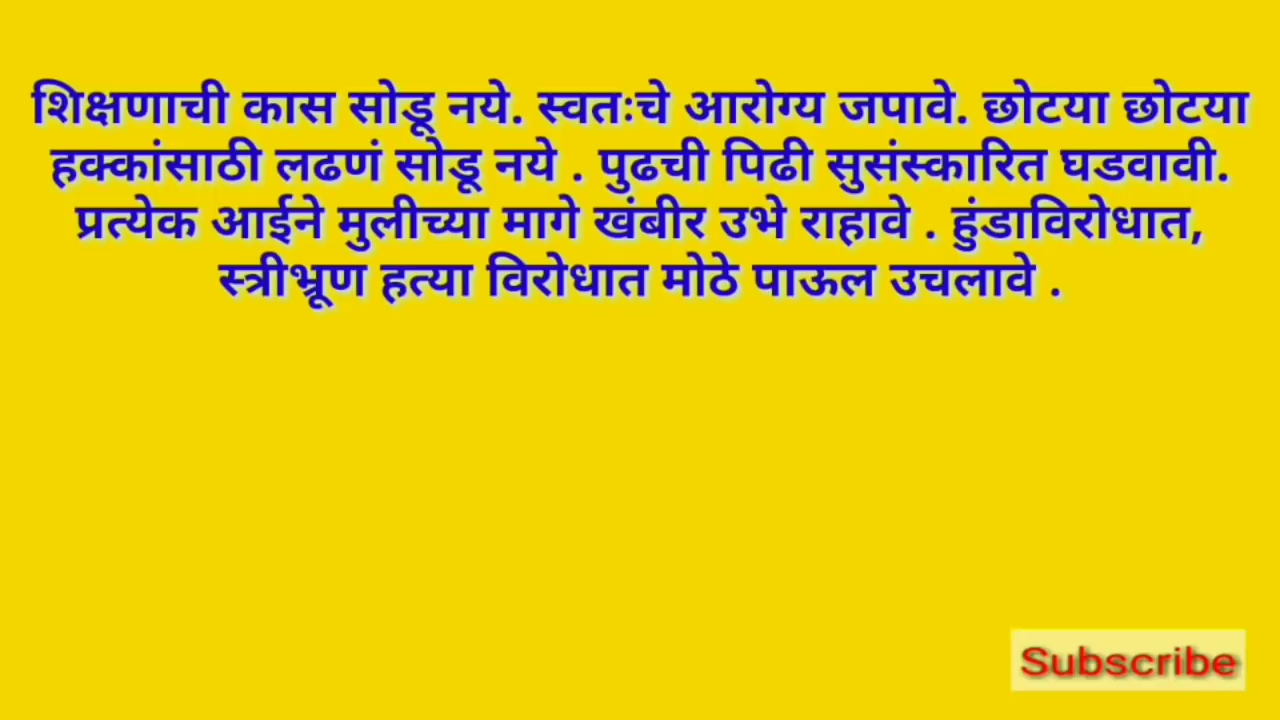 शिक्षणाची कास सोडू नये. स्वतःचे आरोग्य जपावे. छोटया छोटया
हक्कांसाठी लढणं सोडू नये . पुढची पिढी सुसंस्कारित घडवावी.
प्रत्येक आईने मुलीच्या मागे खंबीर उभे राहावे . हुंडाविरोधात,
स्त्रीभ्रूण हत्या विरोधात मोठे पाऊल उचलावे .
Subscribe